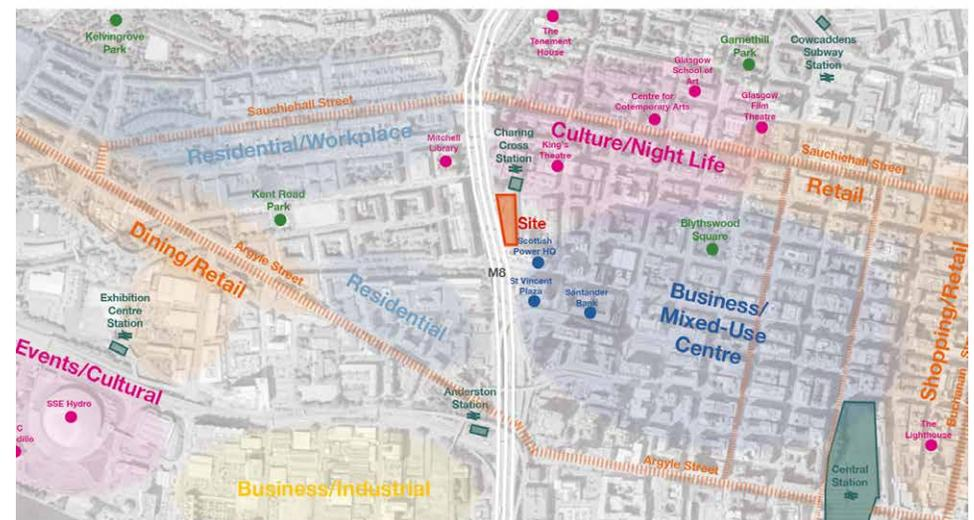 Kelvingrove
Park
The
Tenement
House
Garnethill
Park
Cowcaddens
Subway
Station
Glasgow
School of
Art
Centre for
Cotemporary Arts
Glasgow
Film
Theatre
Sauchiehall Street
Residential/Workplace
Mitchell
Library
Charing
Cross
Station
King's
Theatre
Culture/Night Life
Sauchiehall Street
Retail
Kent Road
Park
Site
Scottish
Power HQ
Blythswood
Square
Dining/Retail
Argyle Street
M8
St Vincent
Plaza
Santander
Bank
Residential
Business/
Mixed-Use
Centre
Shopping/Retail
Buchanan
Exhibition
Centre
Station
Events/Cultural
SSE Hydro
Anderston
Station
The
Lighthouse
Business/Industrial
Argyle Street
Central
Station